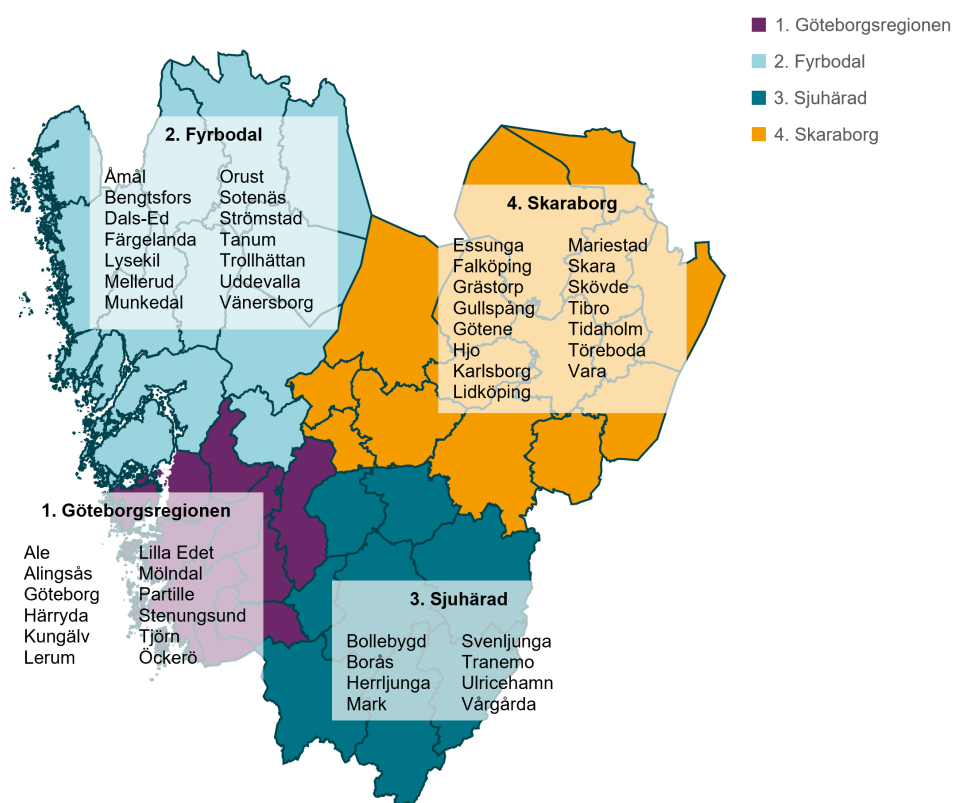 1. Göteborgsregionen
2. Fyrbodal
3. Sjuhärad
4. Skaraborg
2. Fyrbodal
Åmål
Bengtsfors
Dals-Ed
Färgelanda
Lysekil
Mellerud
Munkedal
Orust
Sotenäs
Strömstad
Tanum
Trollhättan
Uddevalla
Vänersborg
4. Skaraborg
Essunga
Falköping
Grästorp
Gullspång
Götene
Hjo
Karlsborg
Lidköping
Mariestad
Skara
Skövde
Tibro
Tidaholm
Töreboda
Vara
1. Göteborgsregionen
Ale
Alingsås
Göteborg
Härryda
Kungälv
Lerum
Lilla Edet
Mölndal
Partille
Stenungsund
Tjörn
Öckerö
3. Sjuhärad
Bollebygd
Borås
Herrljunga
Mark
Svenljunga
Tranemo
Ulricehamn
Vårgårda